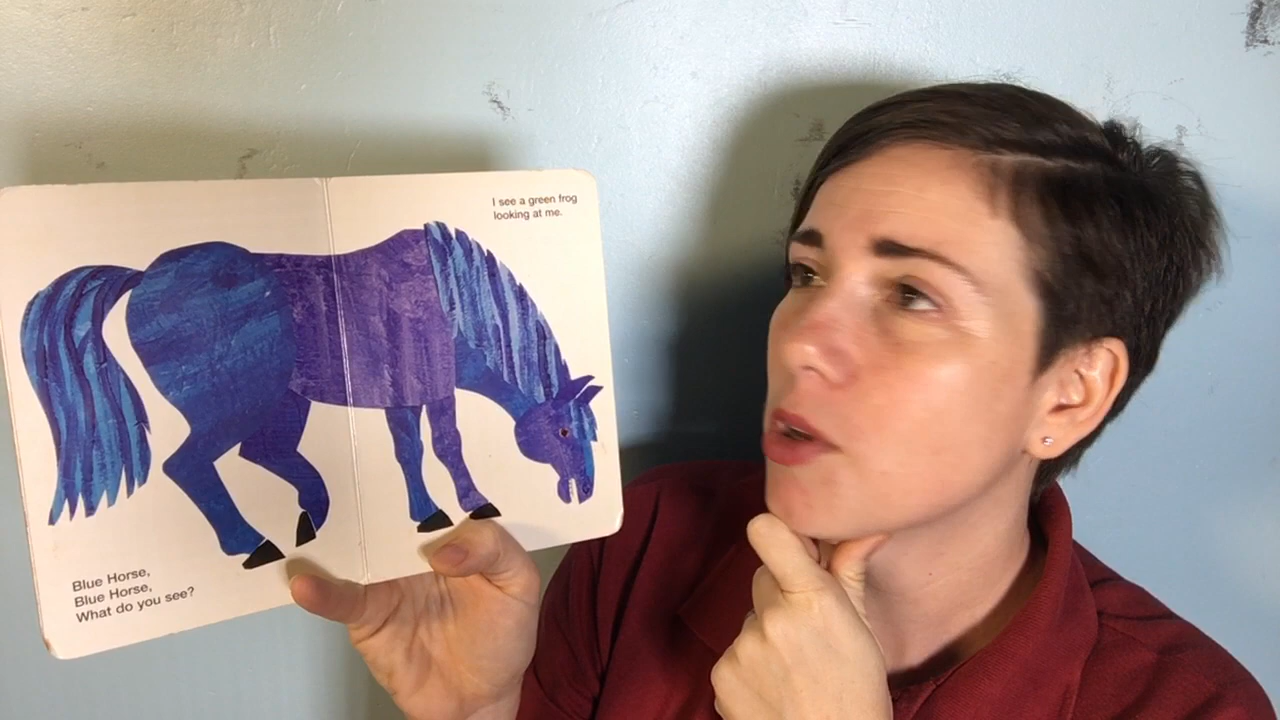 Blue Horse,
Blue Horse,
What do you see?
I see a green frog
looking at me.